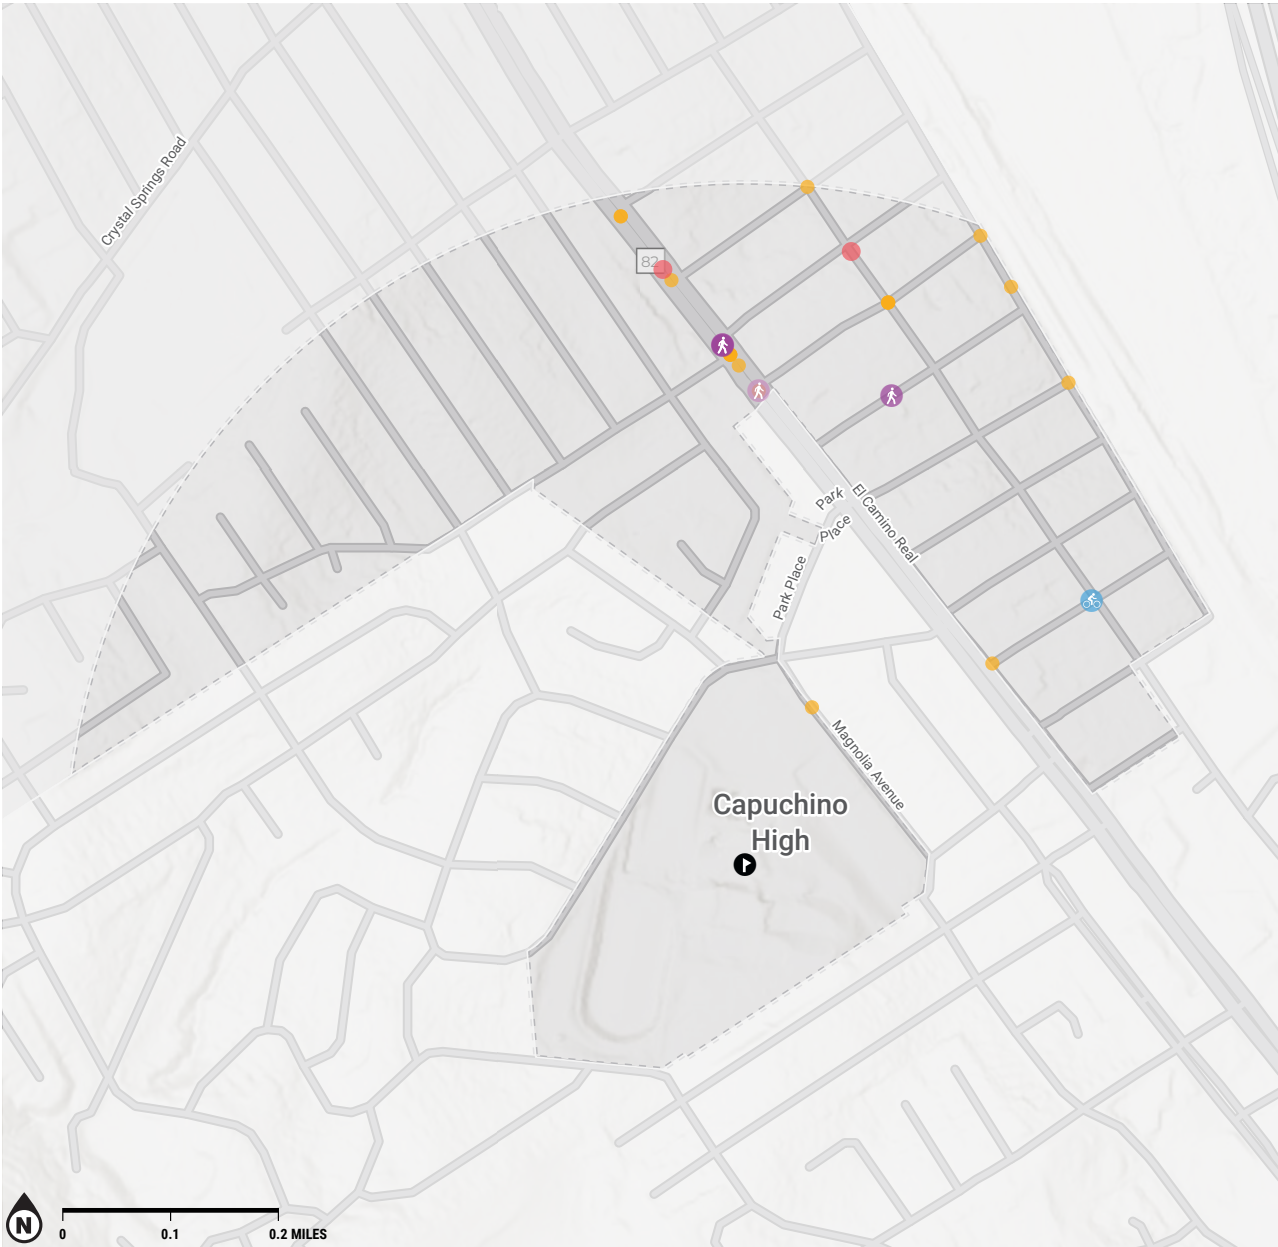 Crystal Springs Road
82
Park
Place
El Camino Real
Park Place
Magnolia Avenue
Capuchino
High
N
0
0.1
0.2 MILES